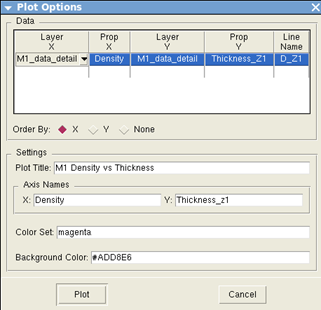 Plot Options
Data
Layer X Prop X Layer Y Prop Y Line Name
M1_data_detail Density M1_data_detail Thickness_Z1 D_Z1
Order By: X Y None
Settings
Plot Title: M1 Density vs Thickness
Axis Names
X: Density Y: Thickness_z1
Color Set: magenta
Background Color: #ADD8E6
Plot Cancel